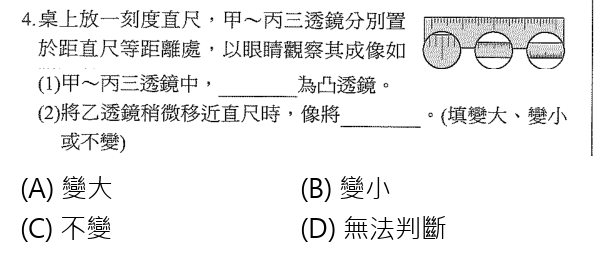 4.桌上放一刻度直尺，甲～丙三透鏡分別置
於距直尺等距離處，以眼睛觀察其成像如
(1)甲～丙三透鏡中，________為凸透鏡。
(2)將乙透鏡稍微移近直尺時，像將________。(填變大、變小
或不變)
(A) 變大
(B) 變小
(C) 不變
(D) 無法判斷